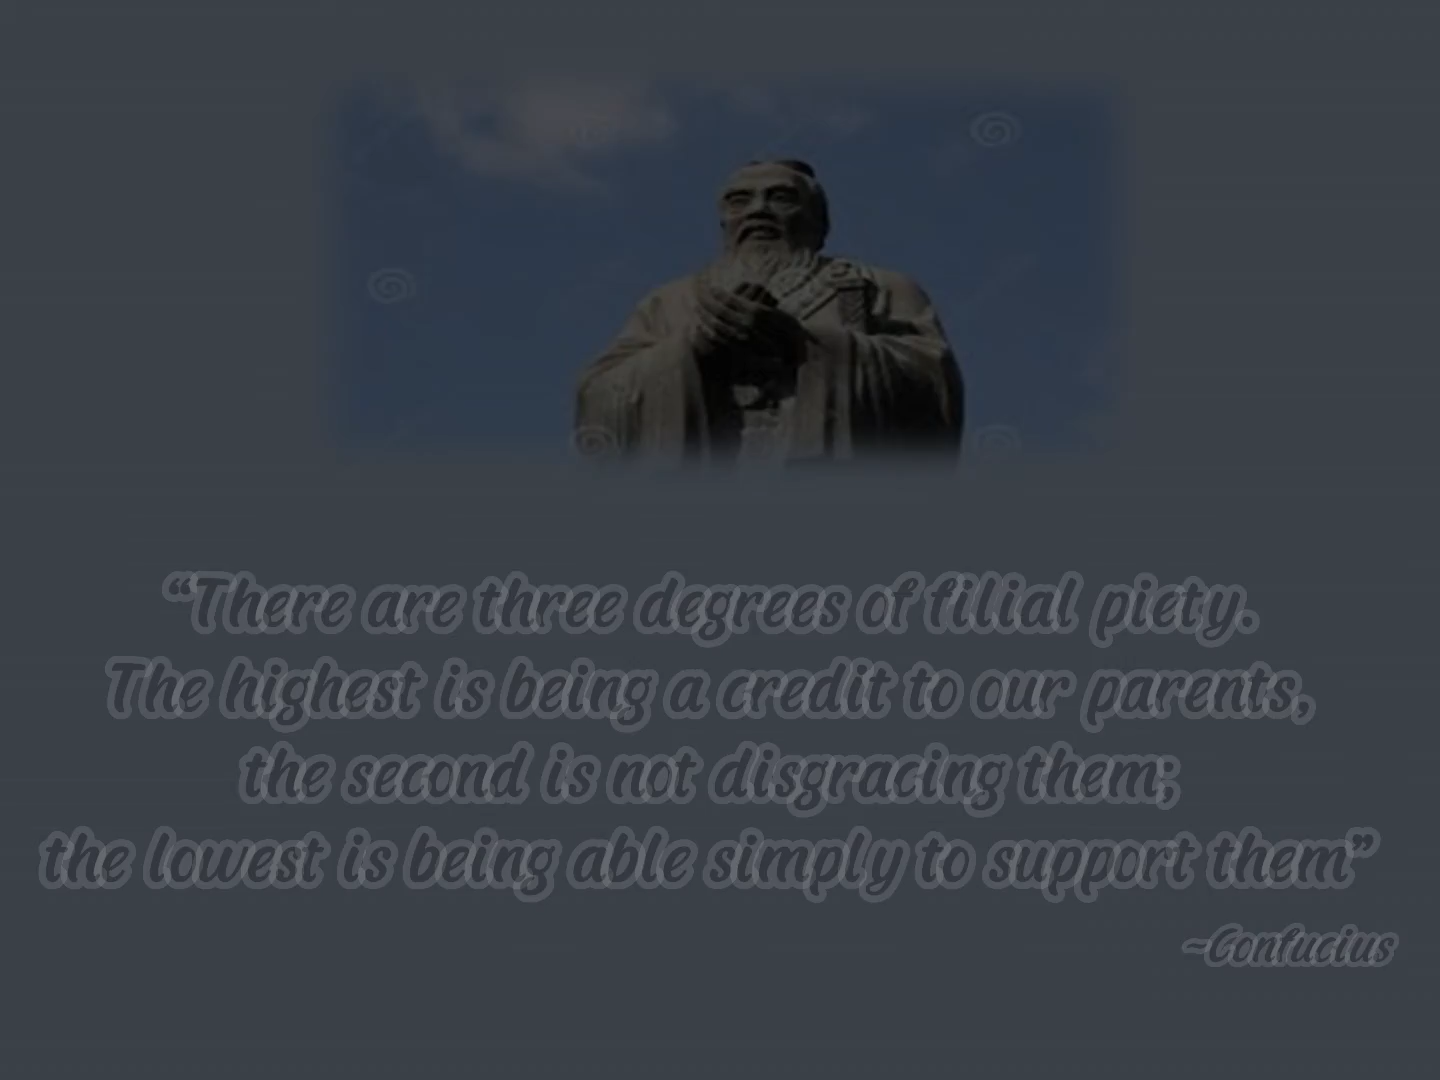 “There are three degrees of filial piety.
The highest is being a credit to our parents,
the second is not disgracing them;
the lowest is being able simply to support them”
~Confucius